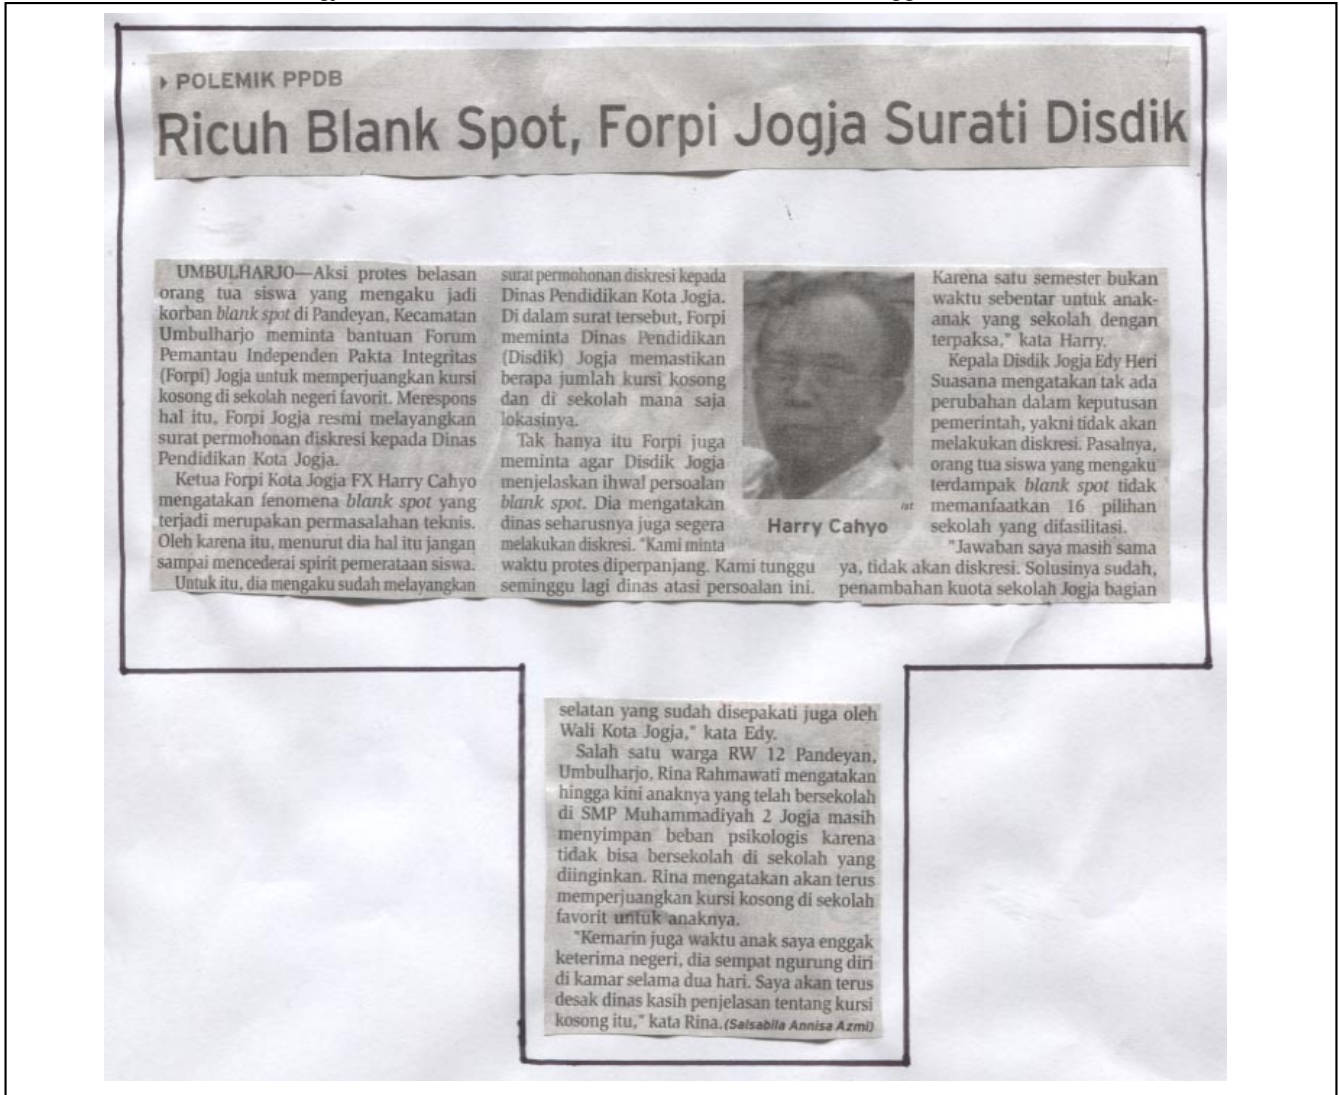 POLEMIK PPDB
Ricuh Blank Spot, Forpi Jogja Surati Disdik
UMBULHARJO—Aksi protes belasan
orang tua siswa yang mengaku jadi
korban blank spot di Pandeyan, Kecamatan
Umbulharjo meminta bantuan Forum
Pemantau Independen Pakta Integritas
(Forpi) Jogja untuk memperjuangkan kursi
kosong di sekolah negeri favorit. Merespons
hal itu, Forpi Jogja resmi melayangkan
surat permohonan diskresi kepada Dinas
Pendidikan Kota Jogja.
Ketua Forpi Kota Jogja FX Harry Cahyo
mengatakan fenomena blank spot yang
terjadi merupakan permasalahan teknis.
Oleh karena itu, menurut dia hal itu jangan
sampai mencederai spirit pemerataan siswa.
Untuk itu, dia mengaku sudah melayangkan
surat permohonan diskresi kepada
Dinas Pendidikan Kota Jogja.
Di dalam surat tersebut, Forpi
meminta Dinas Pendidikan
(Disdik) Jogja memastikan
berapa jumlah kursi kosong
dan di sekolah mana saja
lokasinya.
Tak hanya itu Forpi juga
meminta agar Disdik Jogja
menjelaskan ihwal persoalan
blank spot. Dia mengatakan
dinas seharusnya juga segera
melakukan diskresi. "Kami minta
waktu protes diperpanjang. Kami tunggu
seminggu lagi dinas atasi persoalan ini.
ist
Harry Cahyo
Karena satu semester bukan
waktu sebentar untuk anak-
anak yang sekolah dengan
terpaksa," kata Harry.
Kepala Disdik Jogja Edy Heri
Suasana mengatakan tak ada
perubahan dalam keputusan
pemerintah, yakni tidak akan
melakukan diskresi. Pasalnya,
orang tua siswa yang mengaku
terdampak blank spot tidak
memanfaatkan 16 pilihan
sekolah yang difasilitasi.
"Jawaban saya masih sama
ya, tidak akan diskresi. Solusinya sudah,
penambahan kuota sekolah Jogja bagian
selatan yang sudah disepakati juga oleh
Wali Kota Jogja," kata Edy.
Salah satu warga RW 12 Pandeyan,
Umbulharjo, Rina Rahmawati mengatakan
hingga kini anaknya yang telah bersekolah
di SMP Muhammadiyah 2 Jogja masih
menyimpan beban psikologis karena
tidak bisa bersekolah di sekolah yang
diinginkan. Rina mengatakan akan terus
memperjuangkan kursi kosong di sekolah
favorit untuk anaknya.
"Kemarin juga waktu anak saya enggak
keterima negeri, dia sempat ngurung diri
di kamar selama dua hari. Saya akan terus
desak dinas kasih penjelasan tentang kursi
kosong itu," kata Rina. (Salsabila Annisa Azmi)